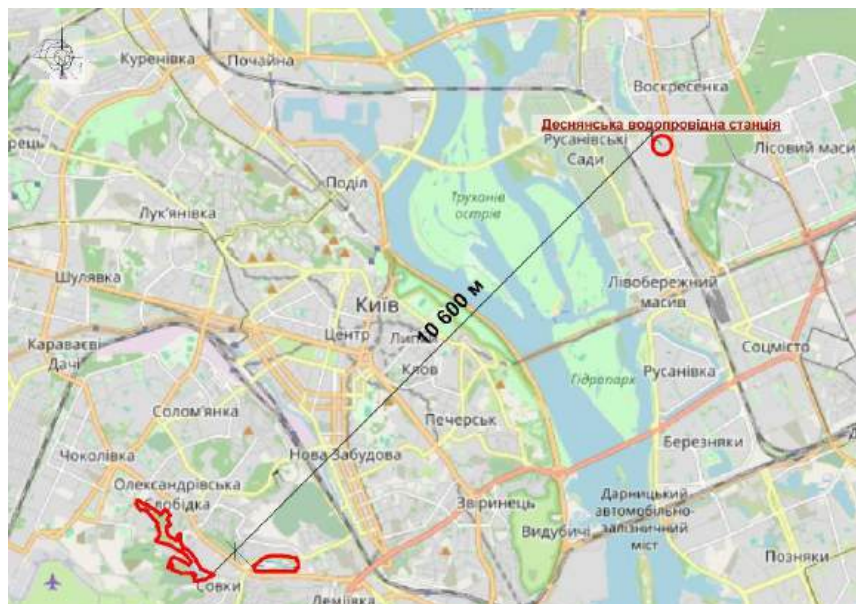 Куренівка
Почайна
Воскресенка
Деснянська водопровідна станція
Русанівські
Сади
Лісовий маси
рець
Поділ
Труханів
острів
Лук'янівка
Шулявка
Лівобережний
масив
Київ
10 600 м
Центр
Липки
Караваєві
Дачі
Соцмісто
Клов
Гідропарк
Русанівка
Солом'янка
Печерськ
Березняки
Чоколівка
Нова Забудова
Олександрівська
слобідка
Звіринець
Видубичі
Дарницький
автомобільно-
залізничний
міст
Позняки
Совки
Деміївка